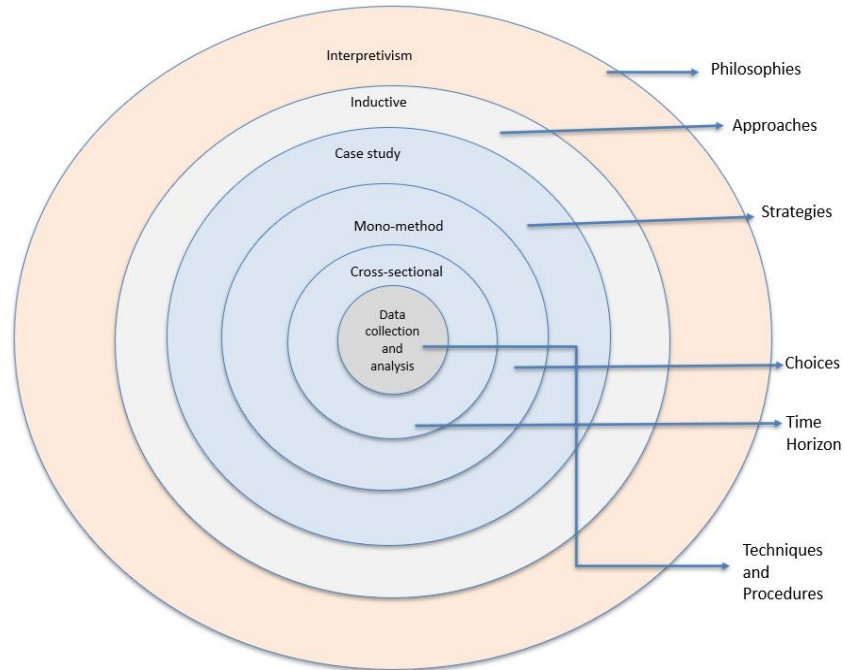 Interpretivism
Philosophies
Inductive
Approaches
Case study
Strategies
Mono-method
Cross-sectional
Data
collection
and
analysis
Choices
Time
Horizon
Techniques
and
Procedures